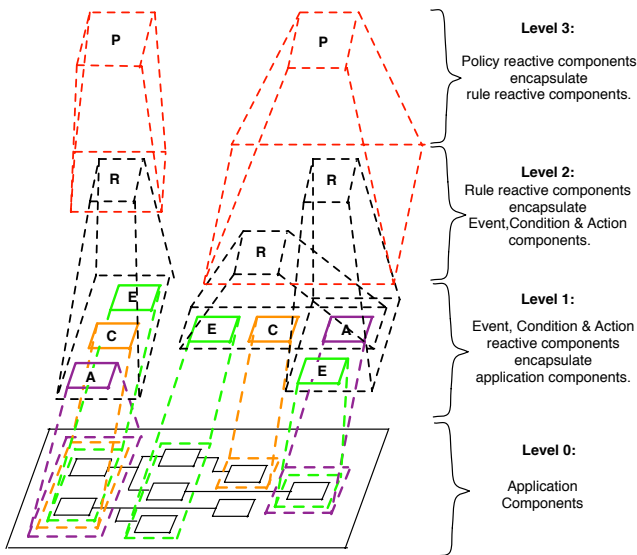 P
P
Level 3:
Policy reactive components
encapsulate
rule reactive components.
R
R
Level 2:
Rule reactive components
encapsulate
Event,Condition & Action
components.
R
E
C
A
E
C
A
E
Level 1:
Event, Condition & Action
reactive components
encapsulate
application components.
Level 0:
Application
Components